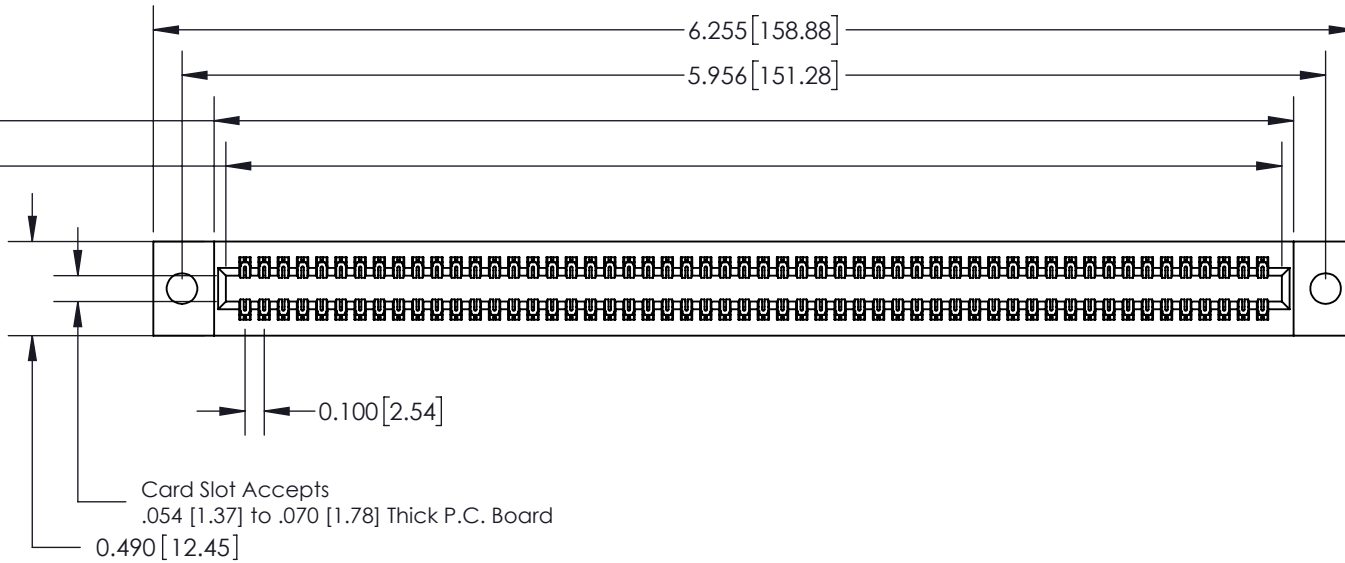 6.255[158.88]
5.956[151.28]
0.100[2.54]
Card Slot Accepts
.054 [1.37] to .070 [1.78] Thick P.C. Board
0.490[12.45]